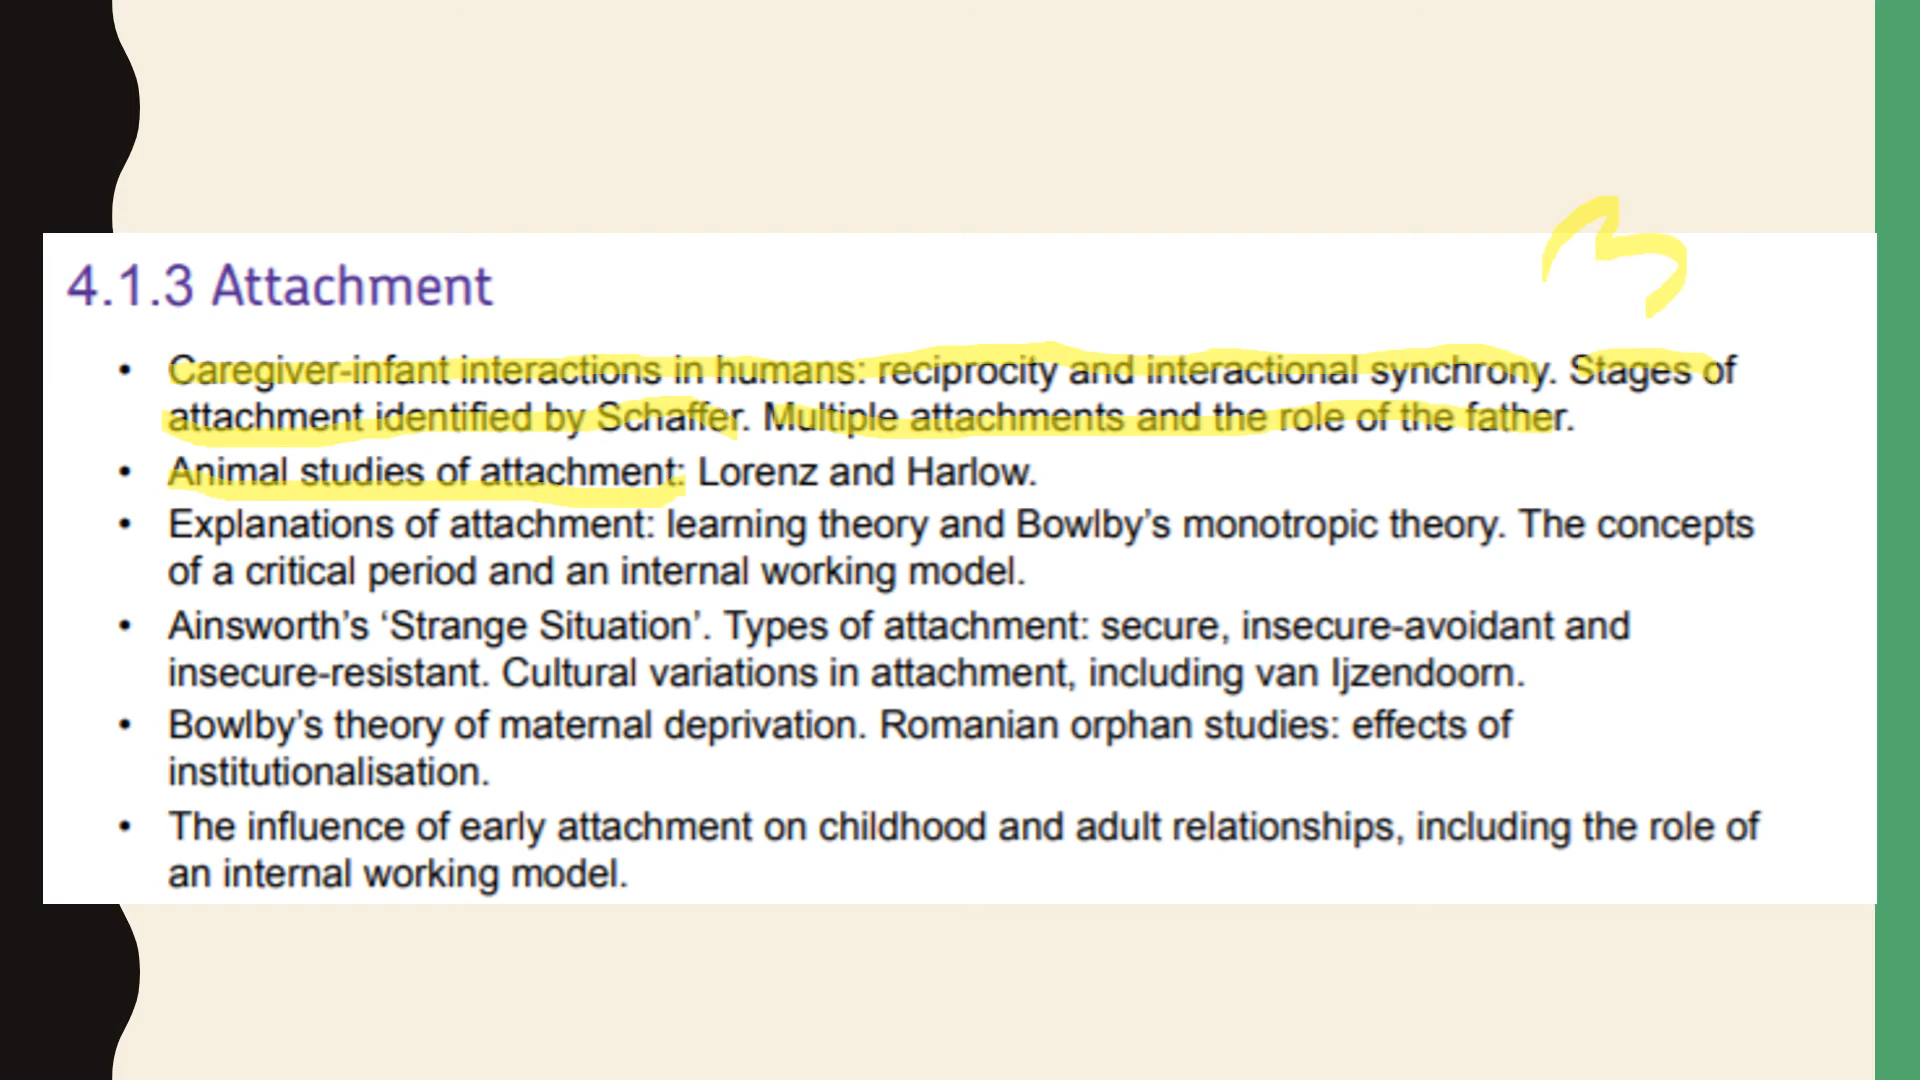 4.1.3 Attachment
• Caregiver-infant interactions in humans: reciprocity and interactional synchrony. Stages of
attachment identified by Schaffer. Multiple attachments and the role of the father.
• Animal studies of attachment: Lorenz and Harlow.
• Explanations of attachment: learning theory and Bowlby’s monotropic theory. The concepts
of a critical period and an internal working model.
• Ainsworth’s ‘Strange Situation’. Types of attachment: secure, insecure-avoidant and
insecure-resistant. Cultural variations in attachment, including van Ijzendoorn.
• Bowlby’s theory of maternal deprivation. Romanian orphan studies: effects of
institutionalisation.
• The influence of early attachment on childhood and adult relationships, including the role of
an internal working model.